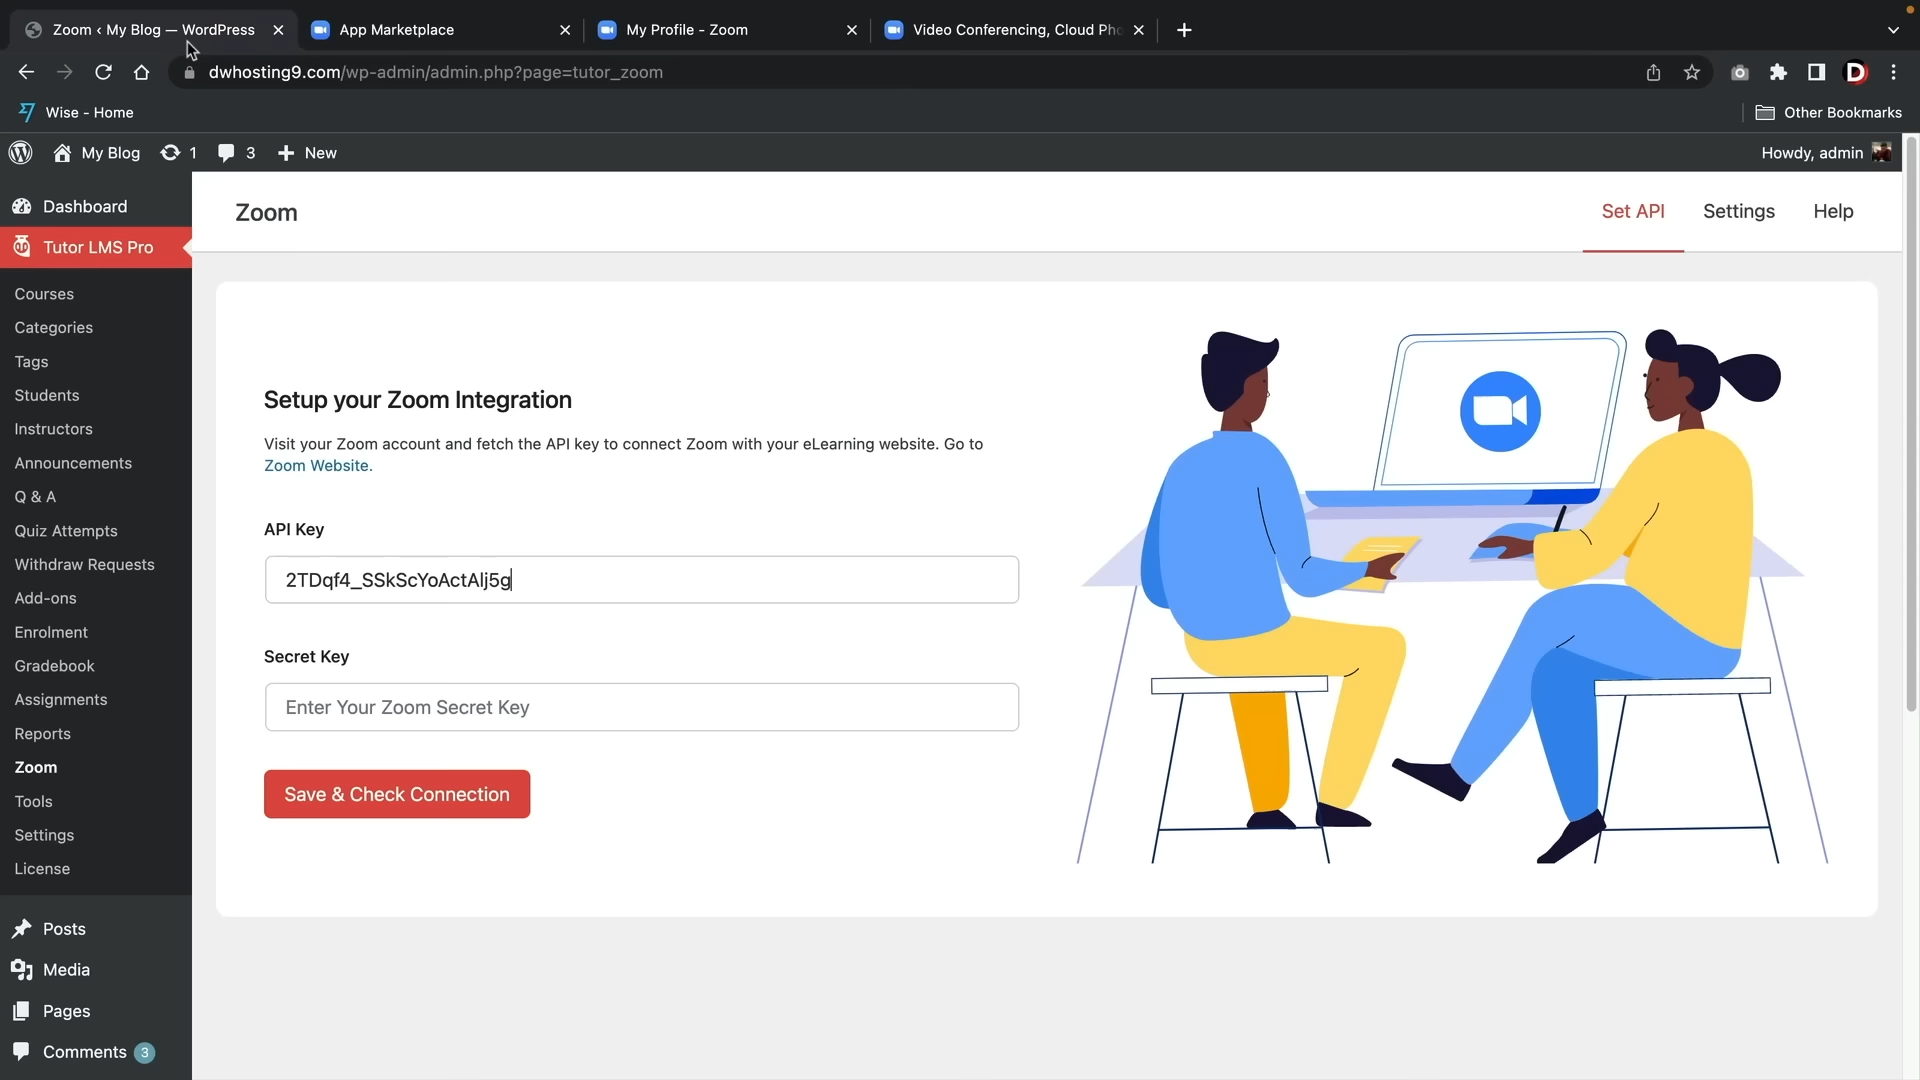 Zoom ‹ My Blog — WordPress
App Marketplace
My Profile - Zoom
Video Conferencing, Cloud Pho
dwhosting9.com/wp-admin/admin.php?page=tutor_zoom
Wise - Home
Other Bookmarks
My Blog
1
3
New
Howdy, admin
Dashboard
Tutor LMS Pro
Courses
Categories
Tags
Students
Instructors
Announcements
Q & A
Quiz Attempts
Withdraw Requests
Add-ons
Enrolment
Gradebook
Assignments
Reports
Zoom
Tools
Settings
License
Posts
Media
Pages
Comments 3
Zoom
Set API
Settings
Help
Setup your Zoom Integration
Visit your Zoom account and fetch the API key to connect Zoom with your eLearning website. Go to
Zoom Website.
API Key
2TDqf4_SSkScYoActAlj5g
Secret Key
Enter Your Zoom Secret Key
Save & Check Connection